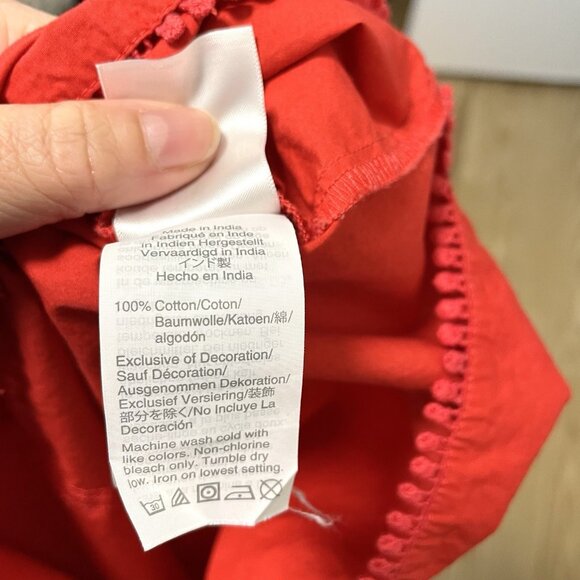 Made in India
Fabriqué en Inde
in Indien Hergestellt
Vervaardigd in India
インド製
Hecho en India
100% Cotton/Coton/
Baumwolle/Katoen/綿/
algodón
Exclusive of Decoration/
Sauf Décoration/
Ausgenommen Dekoration/
Exclusief Versiering/装飾
部分を除く/No Incluye La
Decoración
Machine wash cold with
like colors. Non-chlorine
bleach only. Tumble dry
low. Iron on lowest setting.
30